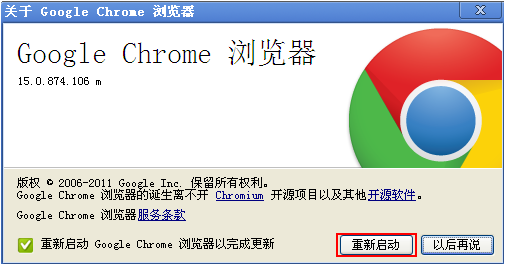 关于 Google Chrome 浏览器
Google Chrome 浏览器
15.0.874.106 m
版权 © 2006-2011 Google Inc. 保留所有权利。
Google Chrome 浏览器的诞生离不开 Chromium 开源项目以及其他开源软件。
Google Chrome 浏览器服务条款
重新启动 Google Chrome 浏览器以完成更新 重新启动 以后再说